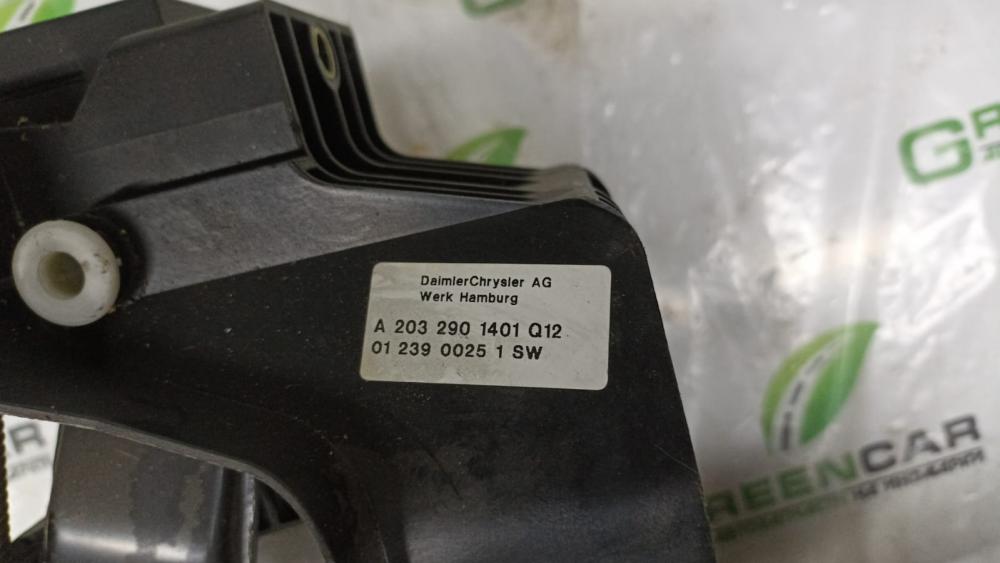 DaimlerChrysler AG
Werk Hamburg
A 203 290 1401 Q12
01 239 0025 1 SW
GREENCAR